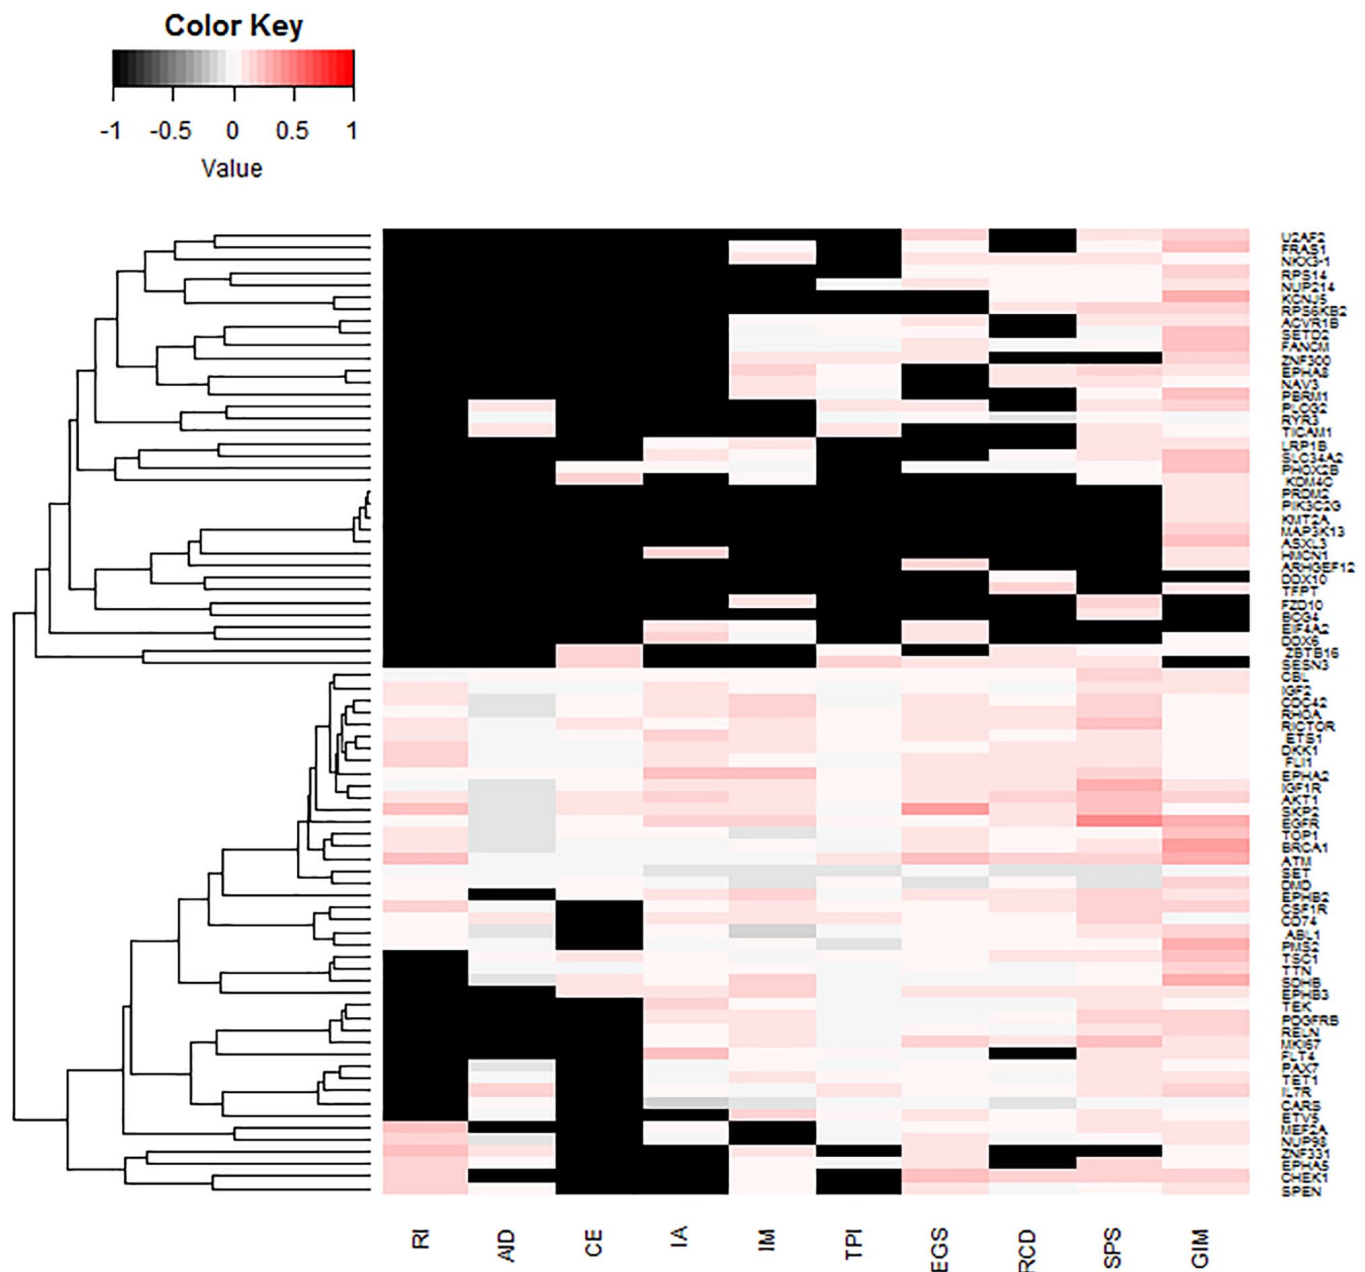 Color Key
-1 -0.5 0 0.5 1
Value
U2AF2
FRAS1
NKX3-1
RPS14
NUP214
KCNJ5
RPS6KB2
ACVR1B
SETD2
FANCM
ZNF300
EPHA8
NAV3
PBRM1
PLCG2
RYR3
TICAM1
LRP1B
SLC34A2
PHOX2B
KDM4C
PRDM2
PIK3C2G
KMT2A
MAP3K13
ASXL3
HMCN1
ARHGEF12
DDX10
TFPT
FZD10
BCG4
EIF4A2
DDX6
ZBTB16
SESN3
CBL
IGF2
CDC42
RHOA
RICTOR
ETS1
DKK1
FLI1
EPHA2
IGF1R
AKT1
SKP2
EGFR
TOP1
BRCA1
ATM
SET
DMD
EPHB2
CSF1R
CD74
ABL1
PMS2
TSC1
TTN
SDHB
EPHB3
TEK
PDGFRB
RELN
MKI67
FLT4
PAX7
TET1
IL7R
CARS
ETV5
MEF2A
NUP98
ZNF331
EPHA5
CHEK1
SPEN
RI AID CE IA IM TPI EGS RCD SPS GIM